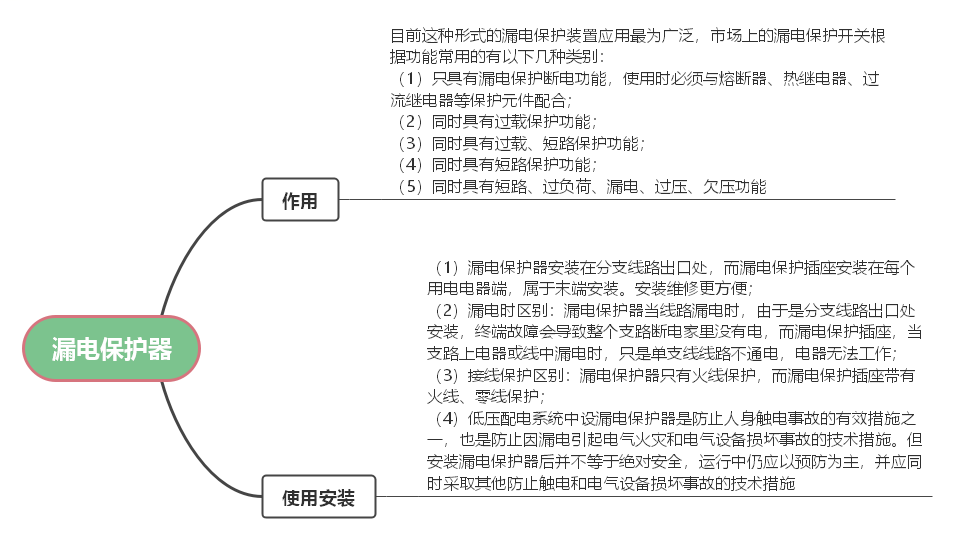 目前这种形式的漏电保护装置应用最为广泛，市场上的漏电保护开关根
据功能常用的有以下几种类别：
（1）只具有漏电保护断电功能，使用时必须与熔断器、热继电器、过
流继电器等保护元件配合；
（2）同时具有过载保护功能；
（3）同时具有过载、短路保护功能；
（4）同时具有短路保护功能；
（5）同时具有短路、过负荷、漏电、过压、欠压功能
作用
（1）漏电保护器安装在分支线路出口处，而漏电保护插座安装在每个
用电电器端，属于末端安装。安装维修更方便；
（2）漏电时区别：漏电保护器当线路漏电时，由于是分支线路出口处
安装，终端故障会导致整个支路断电家里没有电，而漏电保护插座，当
支路上电器或线中漏电时，只是单支线线路不通电，电器无法工作；
（3）接线保护区别：漏电保护器只有火线保护，而漏电保护插座带有
火线、零线保护；
（4）低压配电系统中设漏电保护器是防止人身触电事故的有效措施之
一，也是防止因漏电引起电气火灾和电气设备损坏事故的技术措施。但
安装漏电保护器后并不等于绝对安全，运行中仍应以预防为主，并应同
时采取其他防止触电和电气设备损坏事故的技术措施
使用安装
漏电保护器